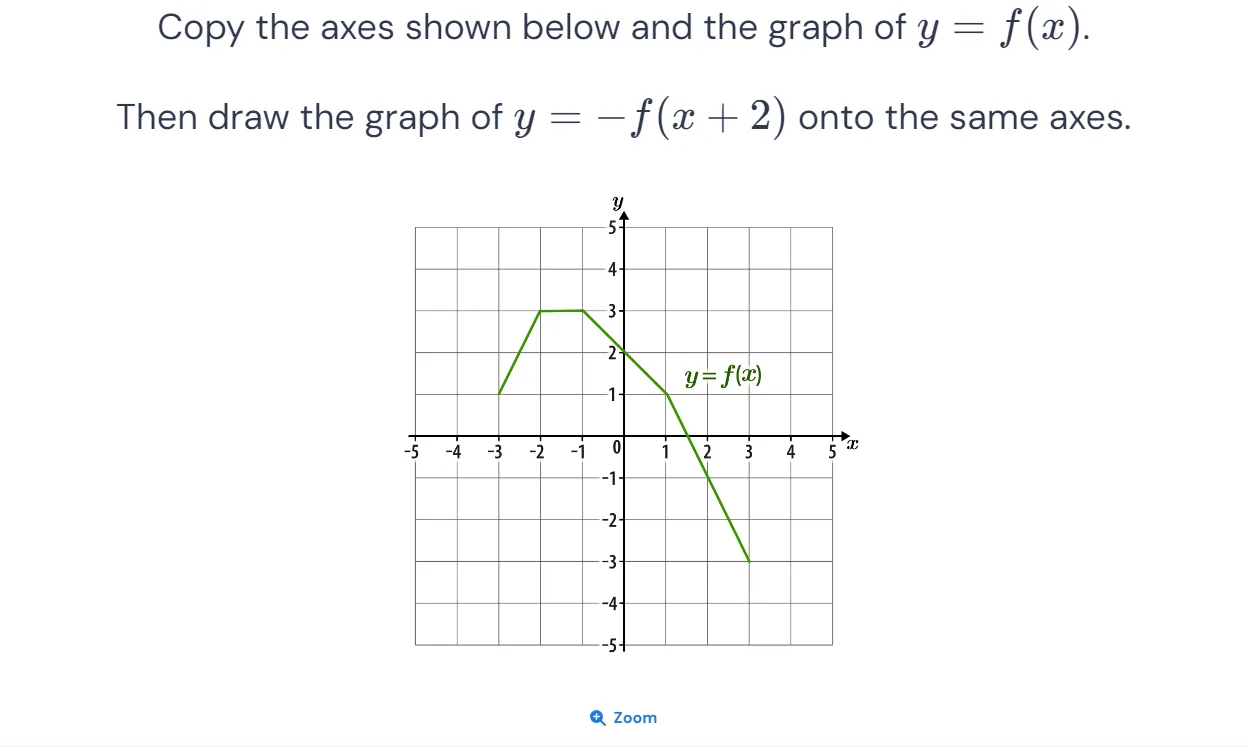 Copy the axes shown below and the graph of y = f(x).
Then draw the graph of y = −f(x + 2) onto the same axes.
y
5
4
3
2
y = f(x)
1
-5 -4 -3 -2 -1 0 1 2 3 4 5 x
-1
-2
-3
-4
-5
Zoom